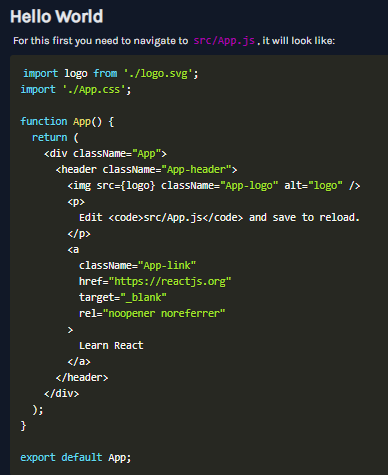 Hello World
For this first you need to navigate to src/App.js, it will look like:
import logo from './logo.svg';
import './App.css';
function App() {
return (
<div className="App">
<header className="App-header">
<img src={logo} className="App-logo" alt="logo" />
<p>
Edit <code>src/App.js</code> and save to reload.
</p>
<a
className="App-link"
href="https://reactjs.org"
target="_blank"
rel="noopener noreferrer"
>
Learn React
</a>
</header>
</div>
);
}
export default App;